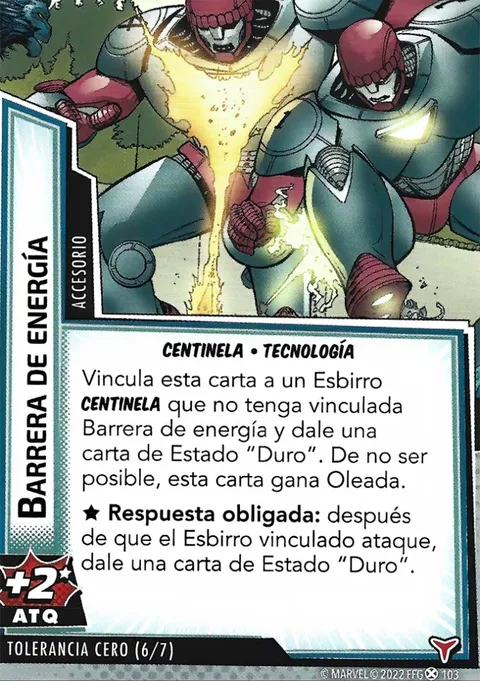 BARRERA DE ENERGÍA
ACCESORIO
CENTINELA • TECNOLOGÍA
Vincula esta carta a un Esbirro
CENTINELA que no tenga vinculada
Barrera de energía y dale una
carta de Estado “Duro”. De no ser
posible, esta carta gana Oleada.
★ Respuesta obligada: después
de que el Esbirro vinculado ataque,
dale una carta de Estado “Duro”.
+2★
ATQ
TOLERANCIA CERO (6/7)
© MARVEL © 2022 FFG 103